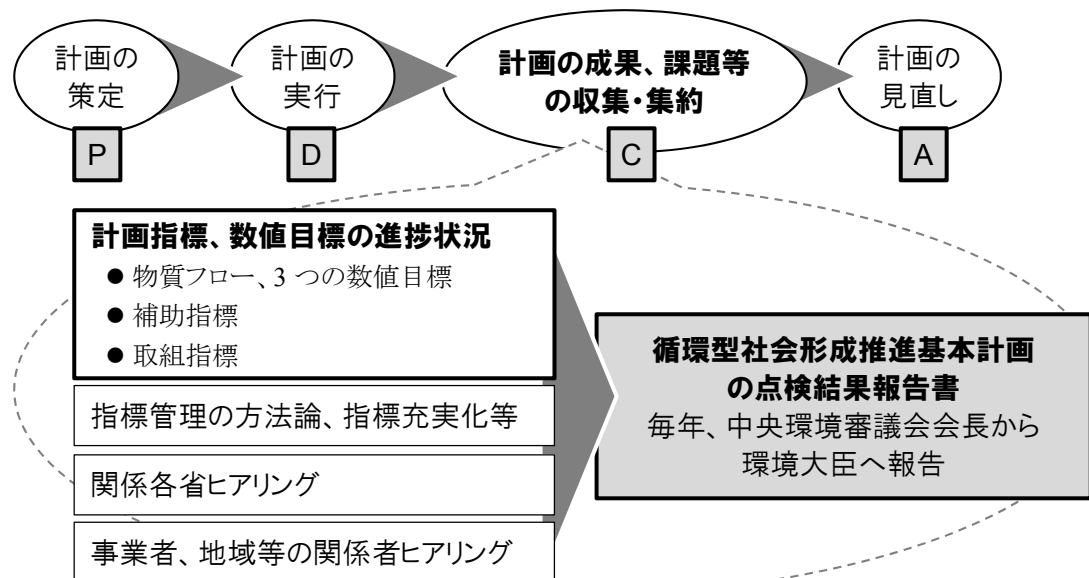 計画の
策定
計画の
実行
計画の成果、課題等
の収集・集約
計画の
見直し
P
D
C
A
計画指標、数値目標の進捗状況
● 物質フロー、3 つの数値目標
● 補助指標
● 取組指標
指標管理の方法論、指標充実化等
関係各省ヒアリング
事業者、地域等の関係者ヒアリング
循環型社会形成推進基本計画
の点検結果報告書
毎年、中央環境審議会会長から
環境大臣へ報告